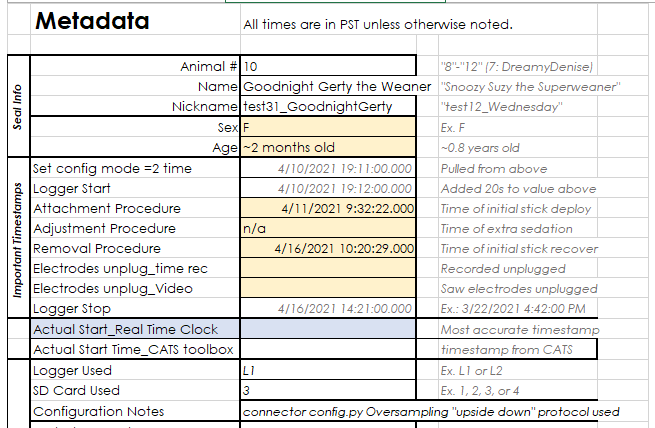 Metadata All times are in PST unless otherwise noted.
Seal Info
Animal # 10 "8"-"12" (7: DreamyDenise)
Name Goodnight Gerty the Weaner "Snoozy Suzy the Superweaner"
Nickname test31_GoodnightGerty "test12_Wednesday"
Sex F Ex. F
Age ~2 months old ~0.8 years old
Important Timestamps
Set config mode =2 time 4/10/2021 19:11:00.000 Pulled from above
Logger Start 4/10/2021 19:12:00.000 Added 20s to value above
Attachment Procedure 4/11/2021 9:32:22.000 Time of initial stick deploy
Adjustment Procedure n/a Time of extra sedation
Removal Procedure 4/16/2021 10:20:29.000 Time of initial stick recover
Electrodes unplug_time rec Recorded unplugged
Electrodes unplug_Video Saw electrodes unplugged
Logger Stop 4/16/2021 14:21:00.000 Ex.: 3/22/2021 4:42:00 PM
Actual Start_Real Time Clock Most accurate timestamp
Actual Start Time_CATS toolbox timestamp from CATS
Logger Used L1 Ex. L1 or L2
SD Card Used 3 Ex. 1, 2, 3, or 4
Configuration Notes connector config.py Oversampling "upside down" protocol used